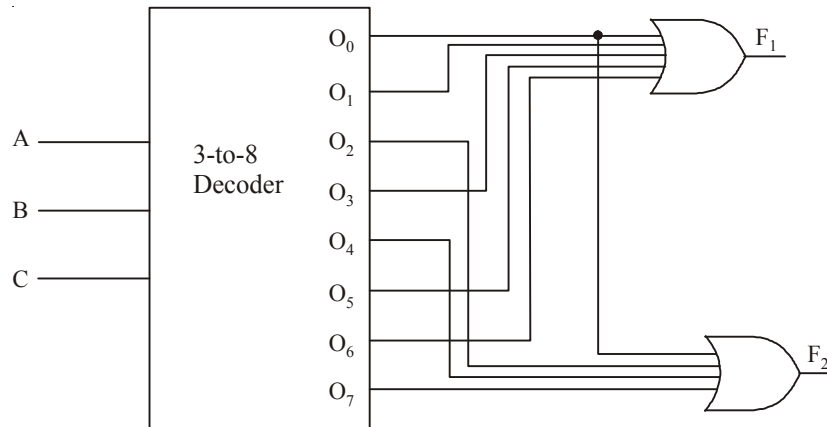 O₀
F₁
O₁
A
O₂
3-to-8
Decoder
O₃
B
O₄
C
O₅
O₆
F₂
O₇